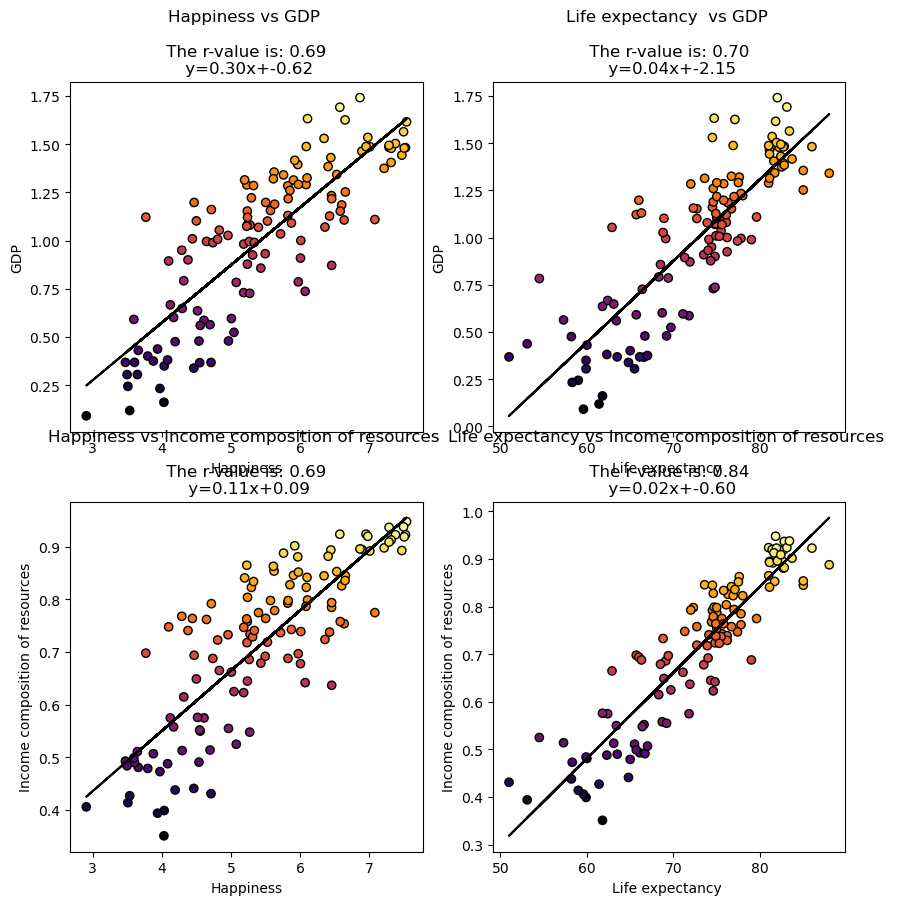 Happiness vs GDP
The r-value is: 0.69
y=0.30x+-0.62
1.75
1.50
1.25
1.00
0.75
0.50
0.25
GDP
3 4 5 6 7
Happiness
Life expectancy  vs GDP
The r-value is: 0.70
y=0.04x+-2.15
1.75
1.50
1.25
1.00
0.75
0.50
0.25
0.00
GDP
50 60 70 80
Life expectancy
Happiness vs Income composition of resources
The r-value is: 0.69
y=0.11x+0.09
0.9
0.8
0.7
0.6
0.5
0.4
Income composition of resources
3 4 5 6 7
Happiness
Life expectancy vs Income composition of resources
The r-value is: 0.84
y=0.02x+-0.60
1.0
0.9
0.8
0.7
0.6
0.5
0.4
0.3
Income composition of resources
50 60 70 80
Life expectancy